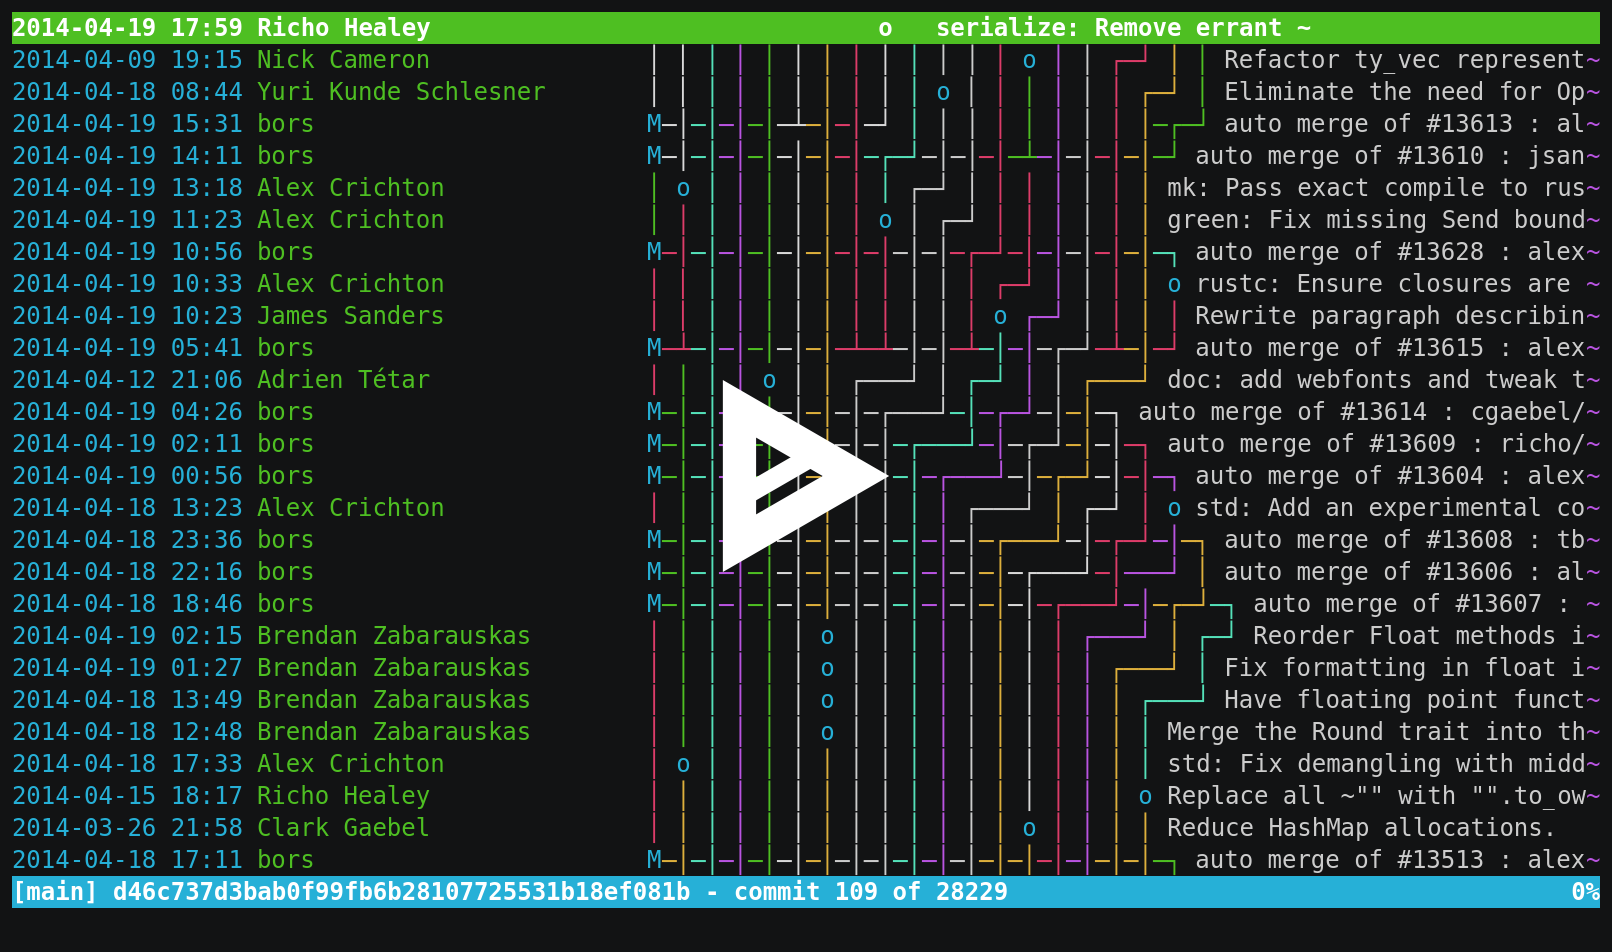 2014-04-19 17:59 Richo Healey o serialize: Remove errant ~
2014-04-09 19:15 Nick Cameron o Refactor ty_vec represent~
2014-04-18 08:44 Yuri Kunde Schlesner o Eliminate the need for Op~
2014-04-19 15:31 bors M auto merge of #13613 : al~
2014-04-19 14:11 bors M auto merge of #13610 : jsan~
2014-04-19 13:18 Alex Crichton o mk: Pass exact compile to rus~
2014-04-19 11:23 Alex Crichton o green: Fix missing Send bound~
2014-04-19 10:56 bors M auto merge of #13628 : alex~
2014-04-19 10:33 Alex Crichton o rustc: Ensure closures are ~
2014-04-19 10:23 James Sanders o Rewrite paragraph describin~
2014-04-19 05:41 bors M auto merge of #13615 : alex~
2014-04-12 21:06 Adrien Tétar o doc: add webfonts and tweak t~
2014-04-19 04:26 bors M auto merge of #13614 : cgaebel/~
2014-04-19 02:11 bors M auto merge of #13609 : richo/~
2014-04-19 00:56 bors M auto merge of #13604 : alex~
2014-04-18 13:23 Alex Crichton o std: Add an experimental co~
2014-04-18 23:36 bors M auto merge of #13608 : tb~
2014-04-18 22:16 bors M auto merge of #13606 : al~
2014-04-18 18:46 bors M auto merge of #13607 : ~
2014-04-19 02:15 Brendan Zabarauskas o Reorder Float methods i~
2014-04-19 01:27 Brendan Zabarauskas o Fix formatting in float i~
2014-04-18 13:49 Brendan Zabarauskas o Have floating point funct~
2014-04-18 12:48 Brendan Zabarauskas o Merge the Round trait into th~
2014-04-18 17:33 Alex Crichton o std: Fix demangling with midd~
2014-04-15 18:17 Richo Healey o Replace all ~"" with "".to_ow~
2014-03-26 21:58 Clark Gaebel o Reduce HashMap allocations.
2014-04-18 17:11 bors M auto merge of #13513 : alex~
[main] d46c737d3bab0f99fb6b28107725531b18ef081b - commit 109 of 28229 0%